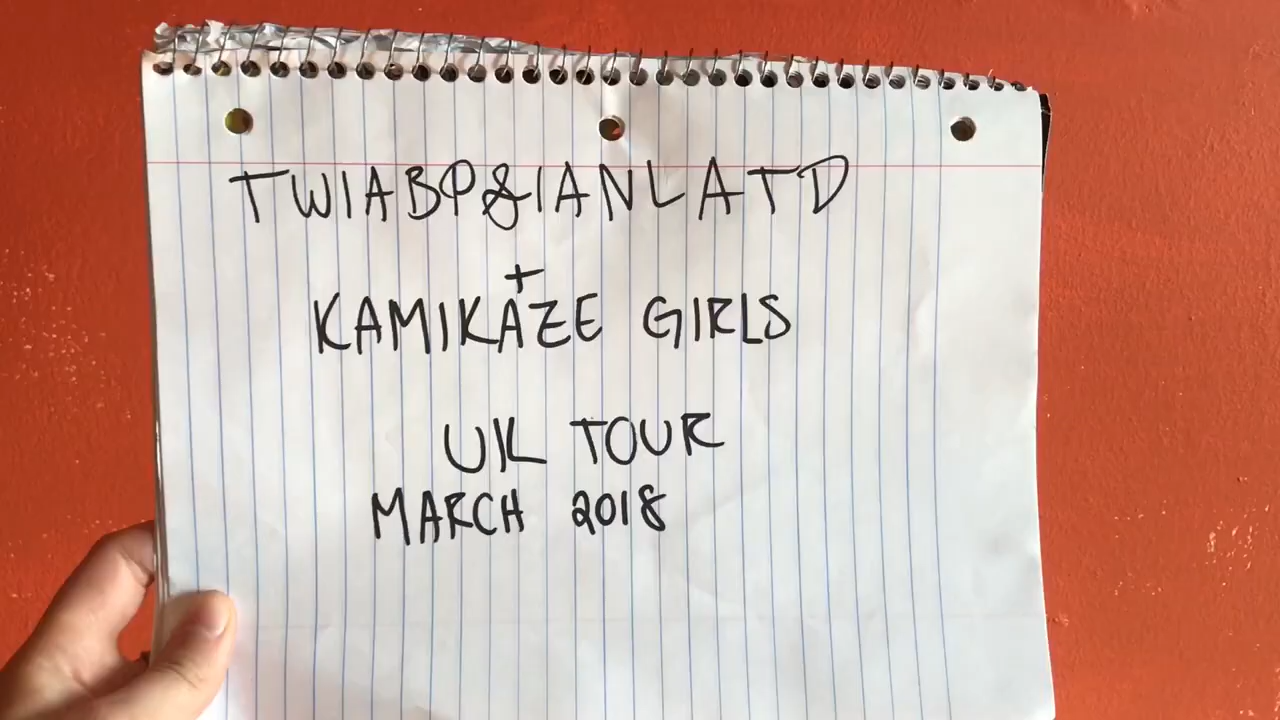 TWIABP&IANLATD
+
KAMIKAZE GIRLS
UK TOUR
MARCH 2018